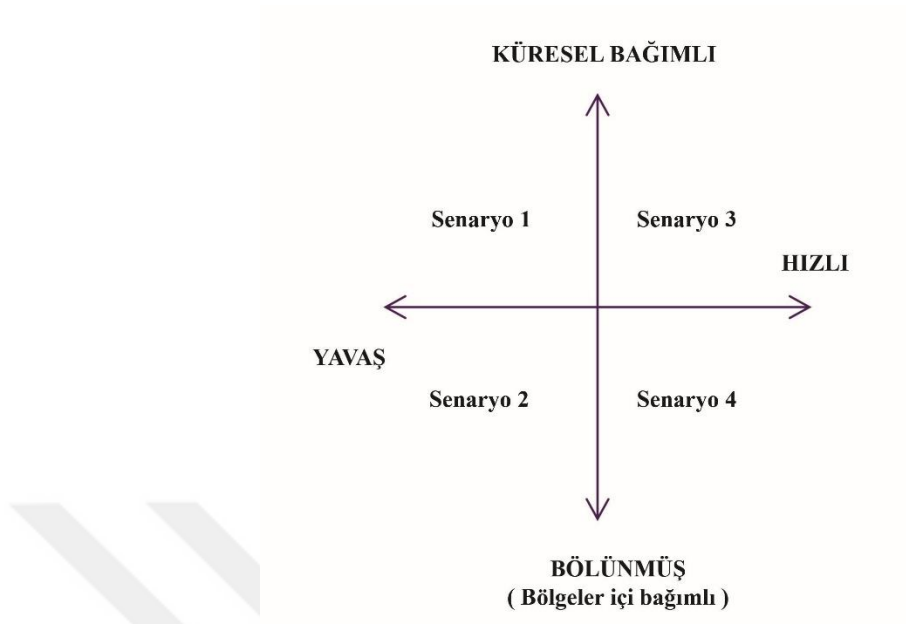 KÜRESEL BAĞIMLI
Senaryo 1
Senaryo 3
HIZLI
YAVAŞ
Senaryo 2
Senaryo 4
BÖLÜNMÜŞ
( Bölgeler içi bağımlı )